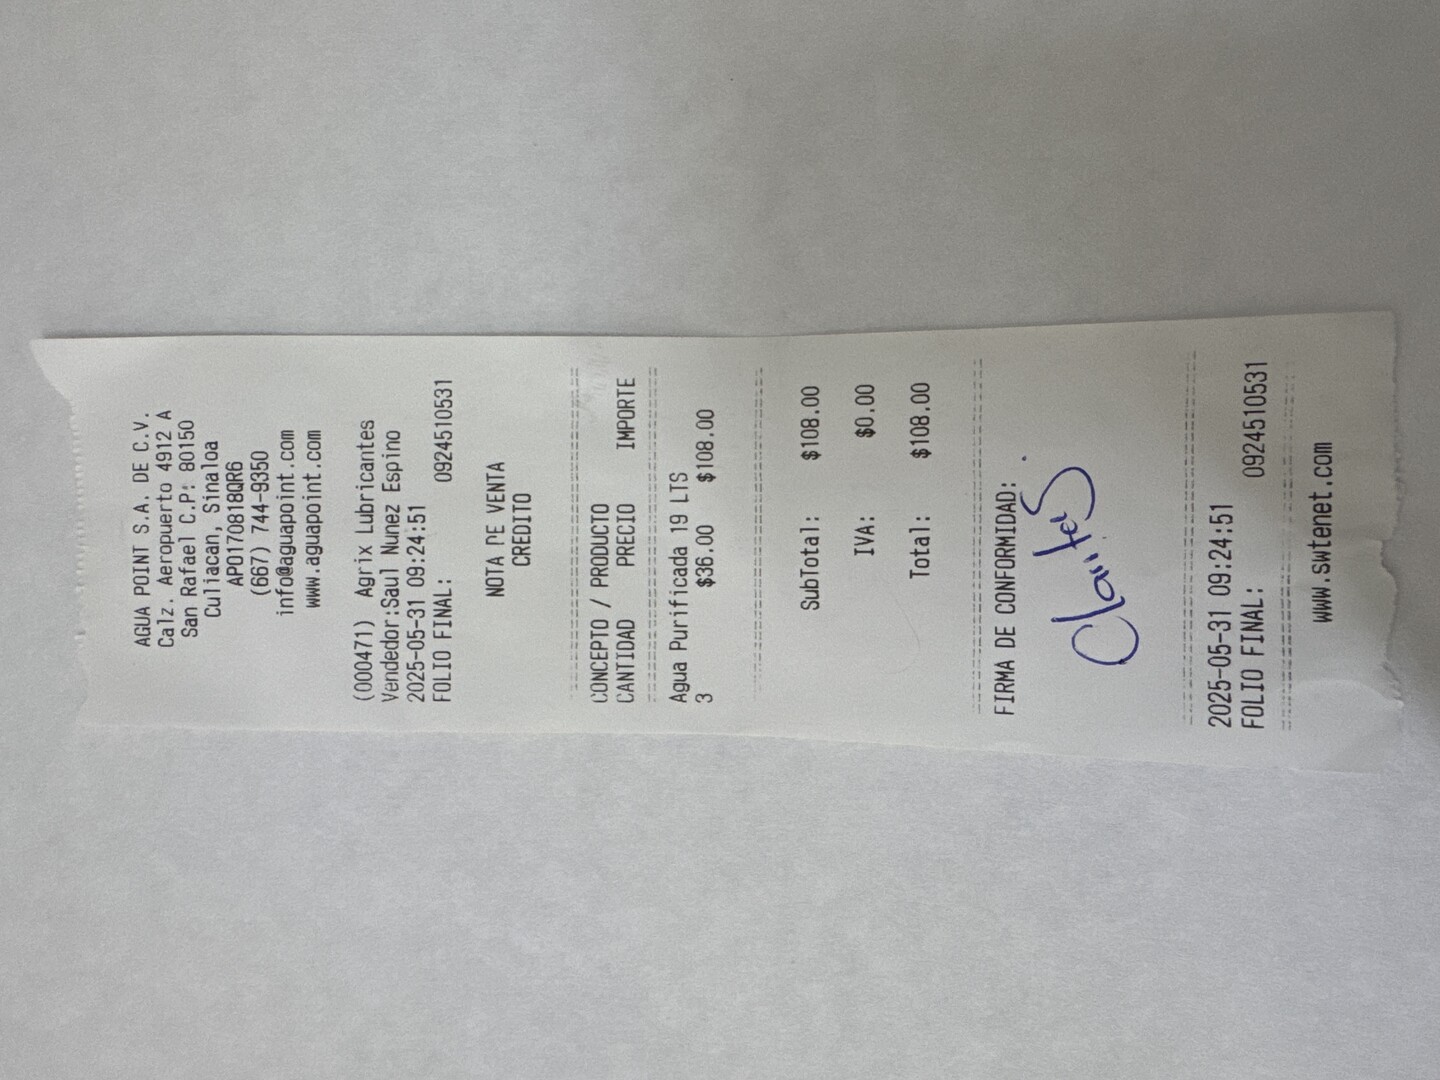 AGUA POINT S.A. DE C.V.
Calz. Aeropuerto 4912 A
San Rafael C.P: 80150
Culiacan, Sinaloa
APO170818QR6
(667) 744-9350
info@aguapoint.com
www.aguapoint.com
(000471) Agrix Lubricantes
Vendedor:Saul Nunez Espino
2025-05-31 09:24:51
FOLIO FINAL: 0924510531
NOTA DE VENTA
CREDITO
CONCEPTO / PRODUCTO
CANTIDAD PRECIO IMPORTE
Agua Purificada 19 LTS
3 $36.00 $108.00
SubTotal: $108.00
IVA: $0.00
Total: $108.00
FIRMA DE CONFORMIDAD:
2025-05-31 09:24:51
FOLIO FINAL: 0924510531
www.swtenet.com